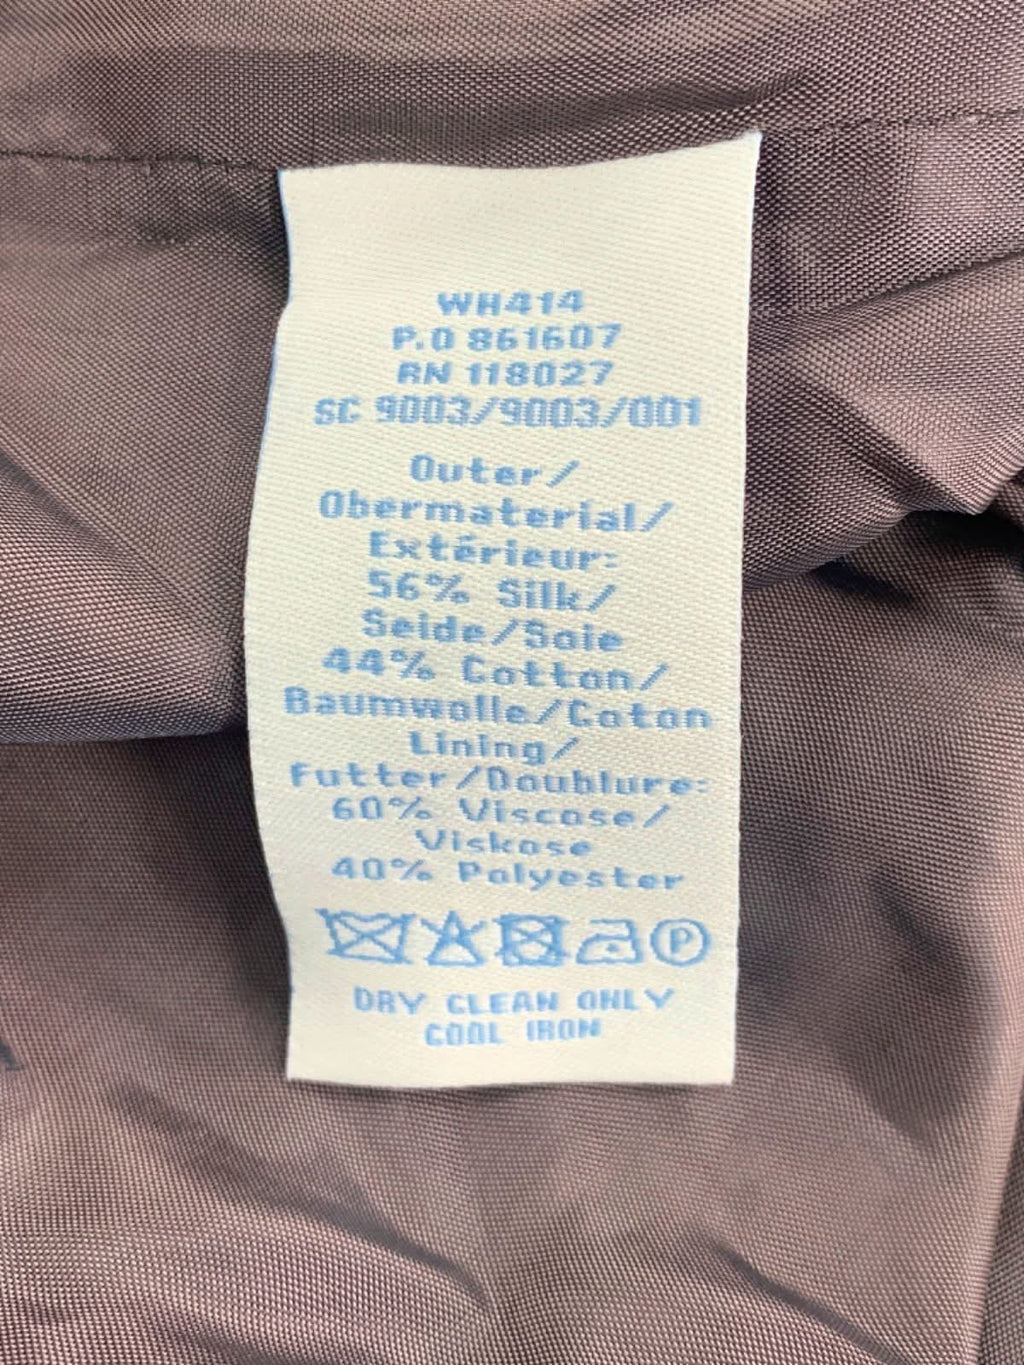 WH414
P.O 861607
RN 118027
SC 9003/9003/001
Outer/
Obermaterial/
Extérieur:
56% Silk/
Seide/Soie
44% Cotton/
Baumwolle/Coton
Lining/
Futter/Doublure:
60% Viscose/
Viskose
40% Polyester
P
DRY CLEAN ONLY
COOL IRON